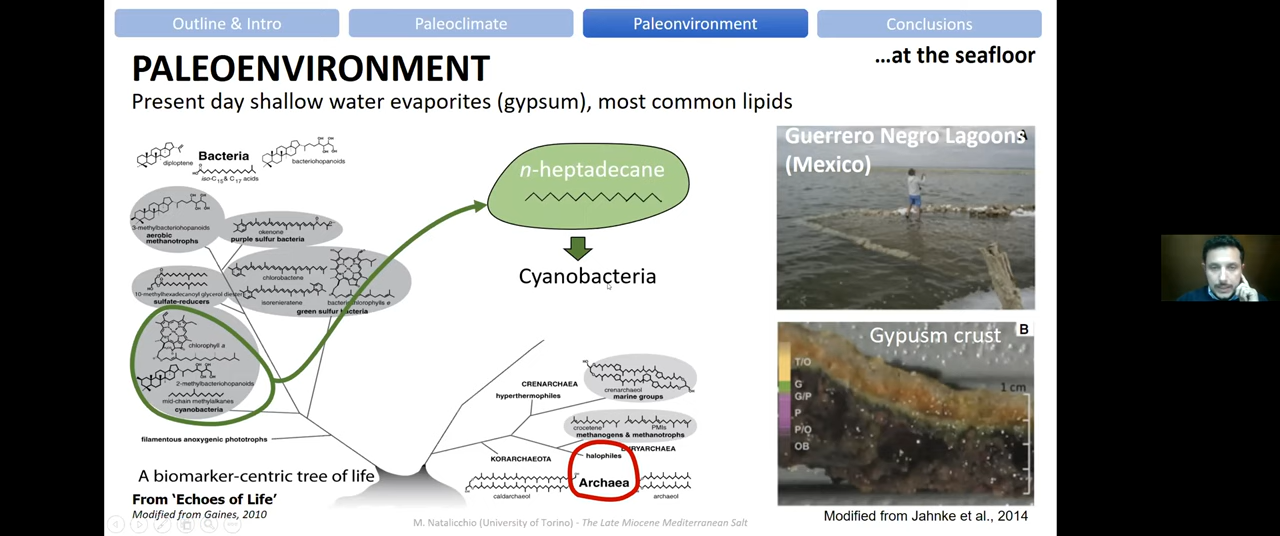 Outline & Intro
Paleoclimate
Paleonvironment
Conclusions
…at the seafloor
PALEOENVIRONMENT
Present day shallow water evaporites (gypsum), most common lipids
diploptene
Bacteria
bacteriohopanoids
iso-C15 & C17 acids
3-methylbacteriohopanoids
aerobic
methanotrophs
okenone
purple sulfur bacteria
chlorobactene
isorenieratene
bacteriochlorophylls e
green sulfur bacteria
10-methylhexadecanoyl glycerol diester
sulfate-reducers
chlorophyll a
2-methylbacteriohopanoids
mid-chain methylalkanes
cyanobacteria
filamentous anoxygenic phototrophs
n-heptadecane
Cyanobacteria
CRENARCHAEA
hyperthermophiles
crenarchaeol
marine groups
crocetene
PMIs
methanogens & methanotrophs
EURYARCHAEA
halophiles
KORARCHAEOTA
Archaea
caldarchaeol
archaeol
A biomarker-centric tree of life
From 'Echoes of Life'
Modified from Gaines, 2010
M. Natalicchio (University of Torino) - The Late Miocene Mediterranean Salt
Guerrero Negro Lagoons
(Mexico)
A
Gypusm crust
B
1 cm
T/O
G
G/P
P
P/O
OB
Modified from Jahnke et al., 2014